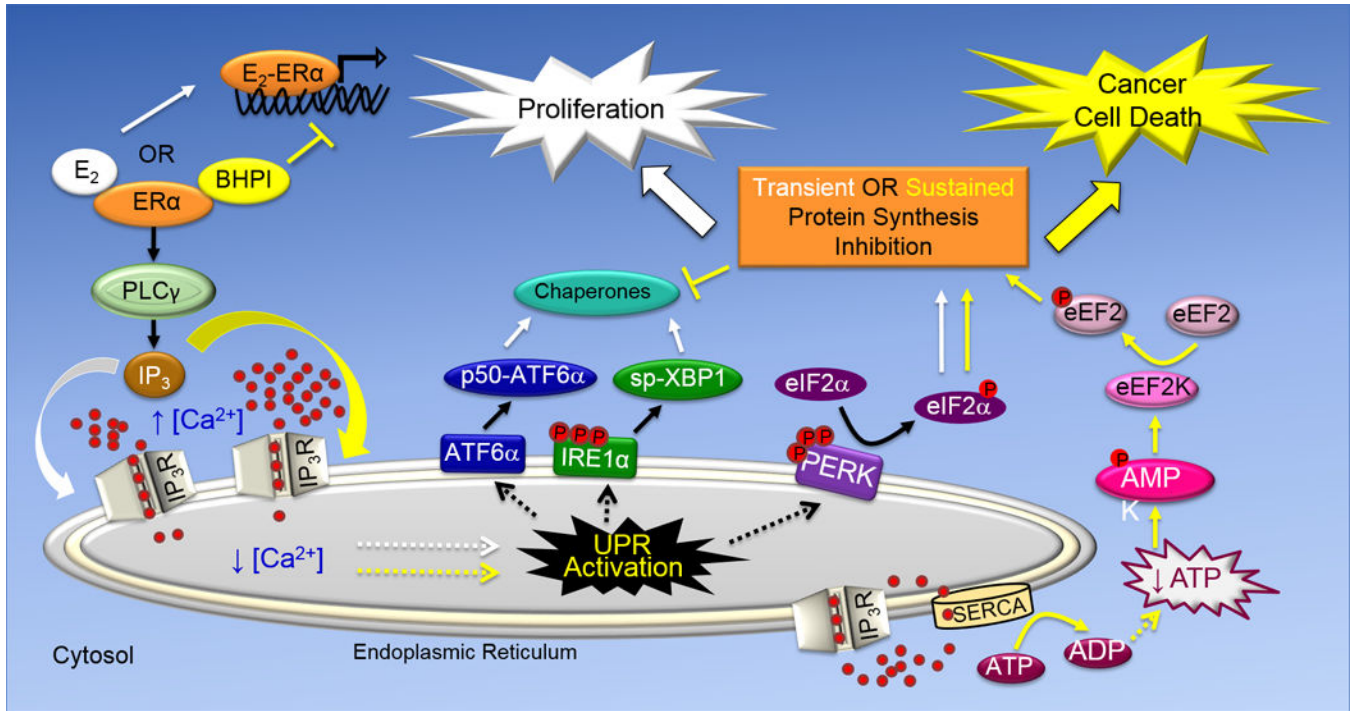 E₂-ERα
Proliferation
Cancer
Cell Death
OR
E₂
BHPI
ERα
Transient OR Sustained
Protein Synthesis
Inhibition
PLCγ
Chaperones
P
eEF2
eEF2
IP₃
p50-ATF6α
sp-XBP1
eIF2α
P
eIF2α
eEF2K
↑ [Ca²⁺]
IP₃R
IP₃R
ATF6α
P P P
IRE1α
P P
P
PERK
P
AMP
K
UPR
Activation
↓ [Ca²⁺]
↓ ATP
IP₃R
SERCA
Cytosol
Endoplasmic Reticulum
ATP
ADP